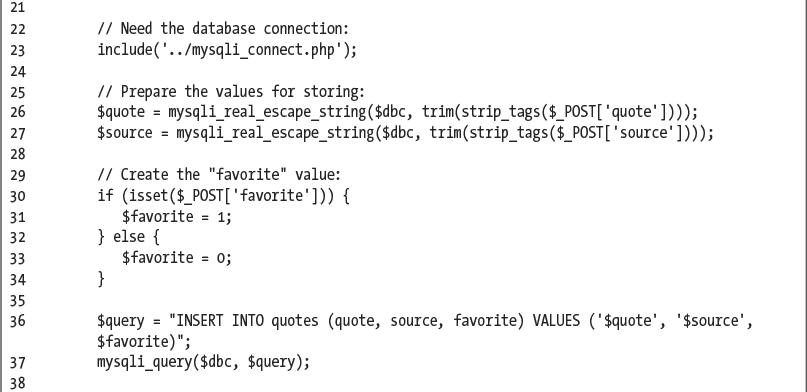 21
22 // Need the database connection:
23 include('../mysqli_connect.php');
24
25 // Prepare the values for storing:
26 $quote = mysqli_real_escape_string($dbc, trim(strip_tags($_POST['quote'])));
27 $source = mysqli_real_escape_string($dbc, trim(strip_tags($_POST['source'])));
28
29 // Create the "favorite" value:
30 if (isset($_POST['favorite'])) {
31 $favorite = 1;
32 } else {
33 $favorite = 0;
34 }
35
36 $query = "INSERT INTO quotes (quote, source, favorite) VALUES ('$quote', '$source',
$favorite)";
37 mysqli_query($dbc, $query);
38